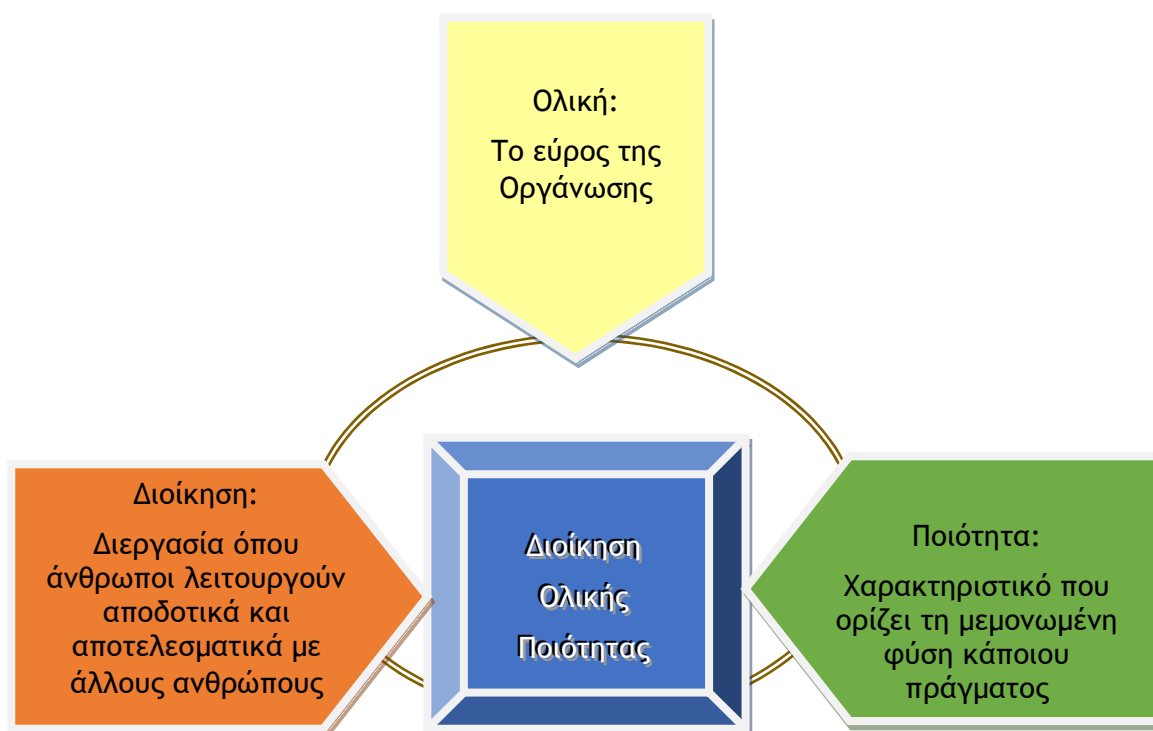 Ολική:
Το εύρος της
Οργάνωσης
Διοίκηση:
Διεργασία όπου
άνθρωποι λειτουργούν
αποδοτικά και
αποτελεσματικά με
άλλους ανθρώπους
Διοίκηση
Ολικής
Ποιότητας
Ποιότητα:
Χαρακτηριστικό που
ορίζει τη μεμονωμένη
φύση κάποιου
πράγματος